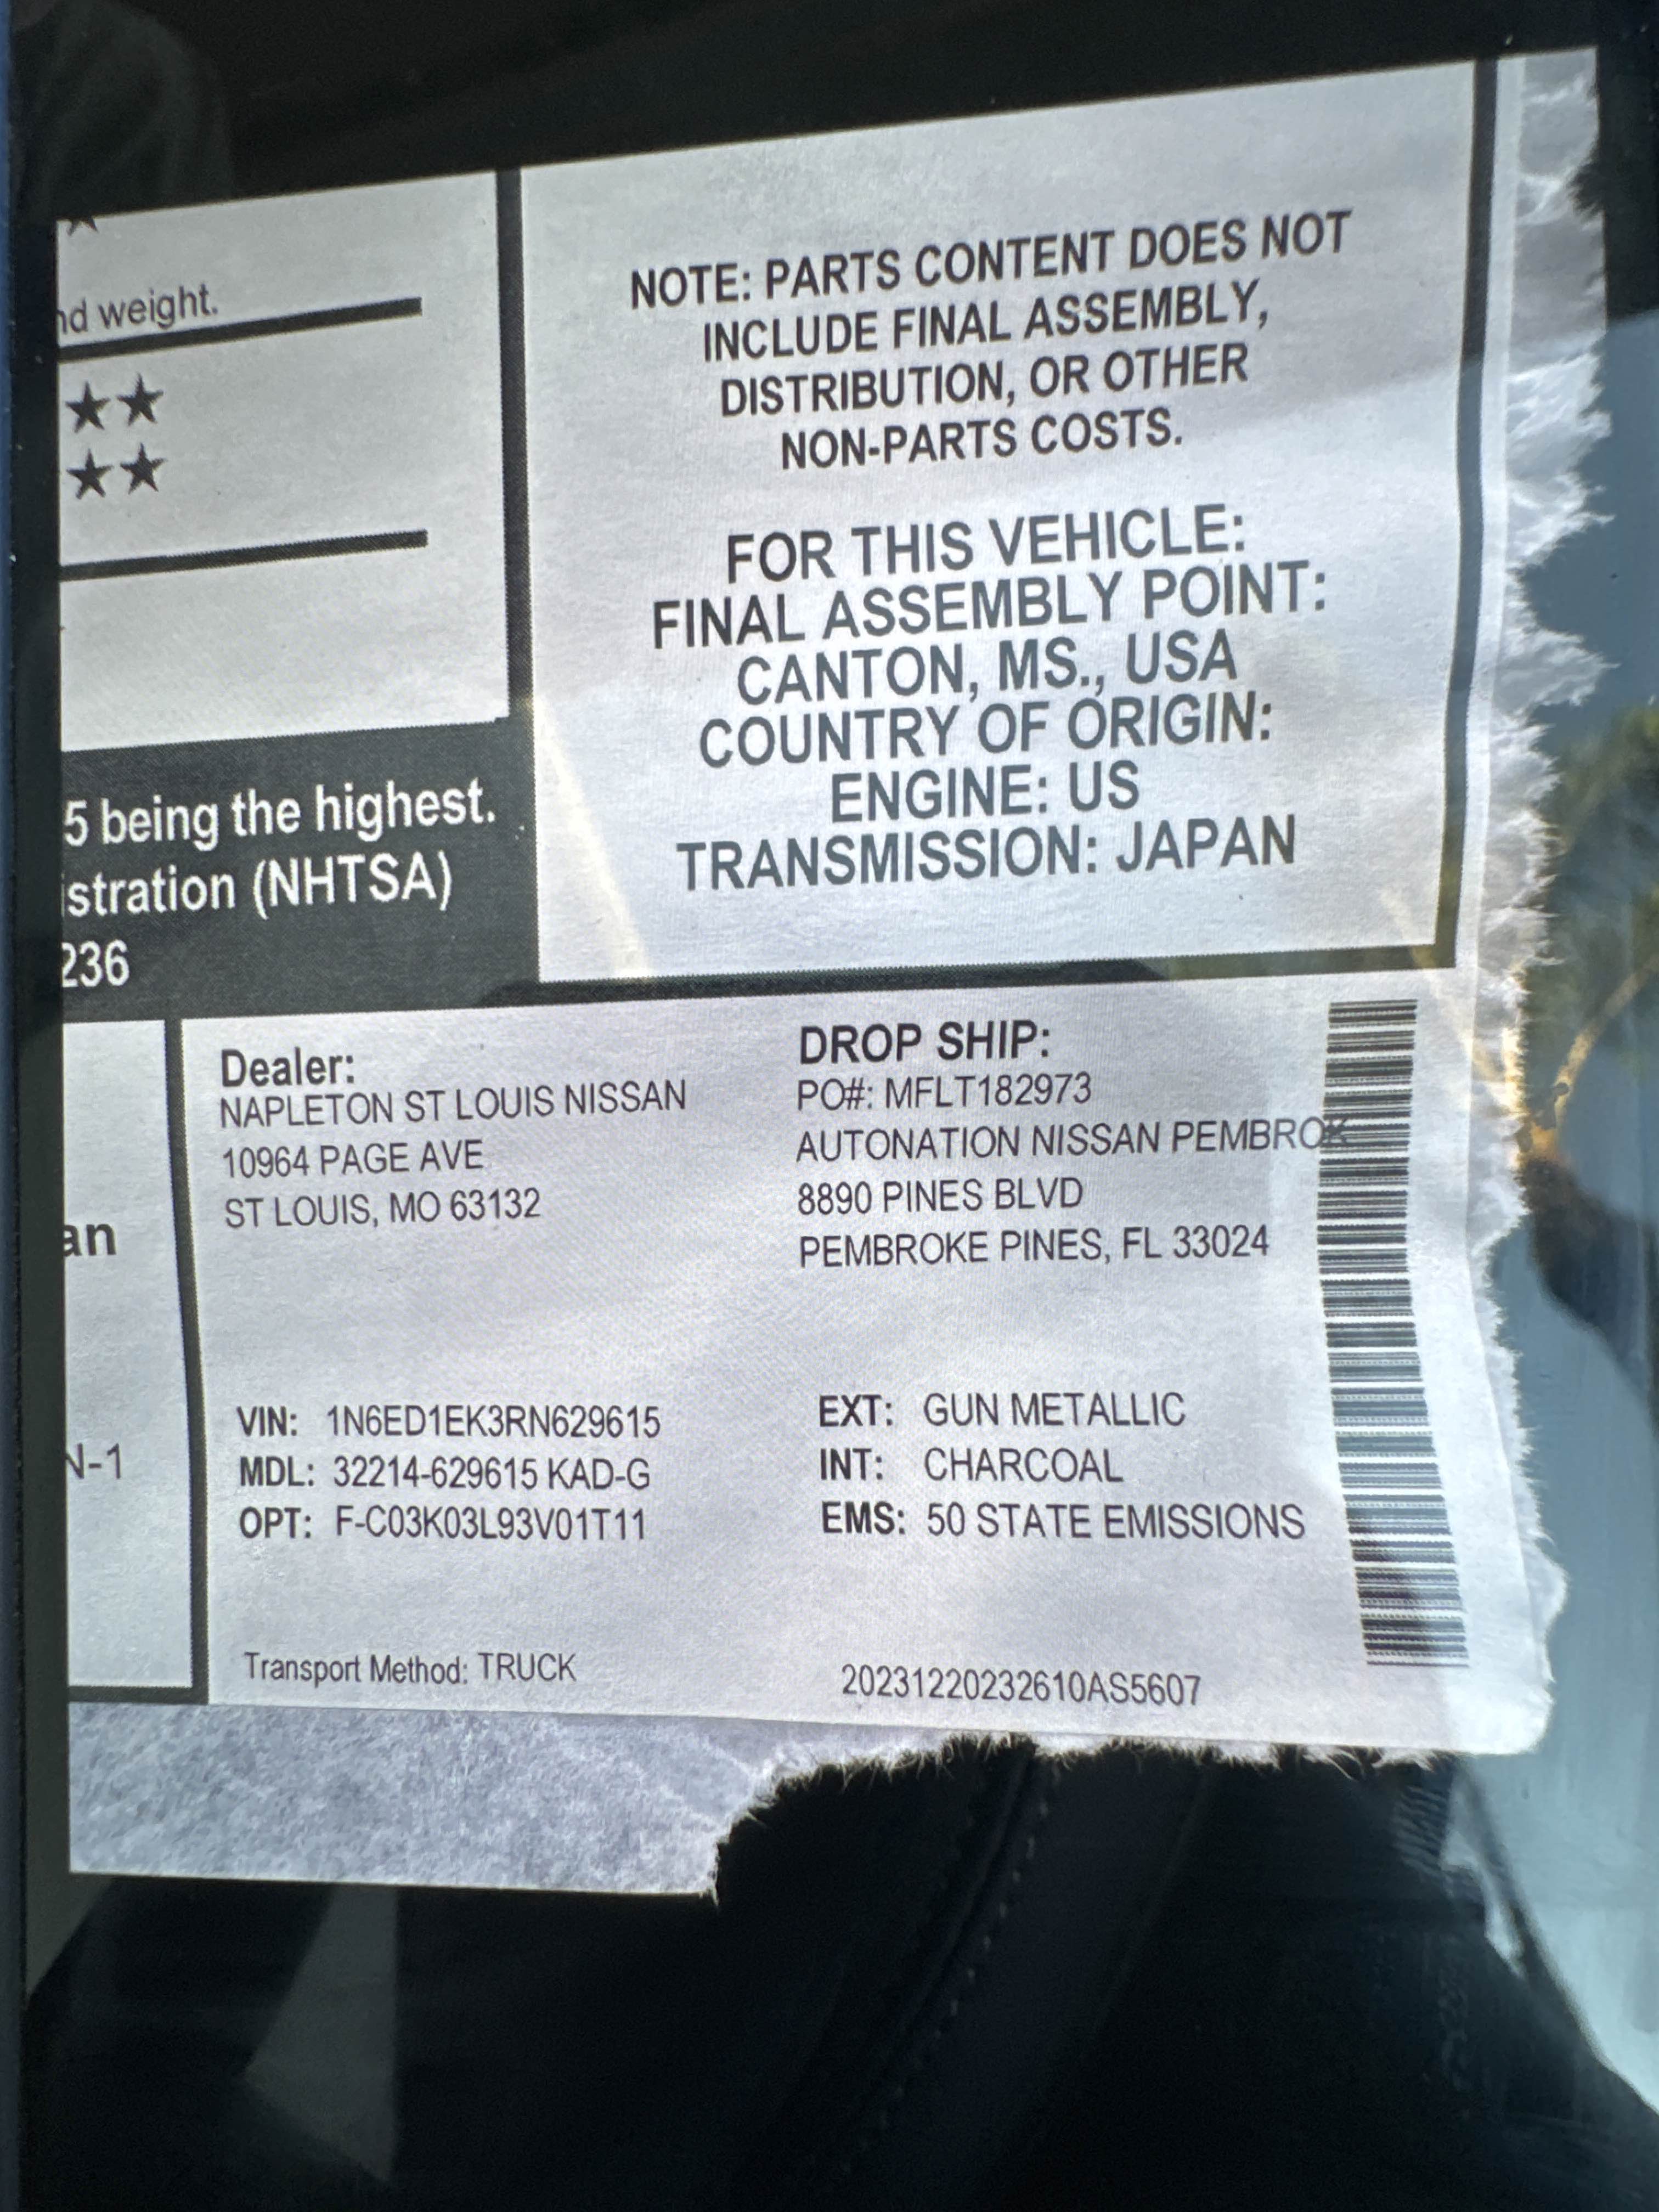 nd weight.
★★
★★
5 being the highest.
stration (NHTSA)
236
an
N-1
NOTE: PARTS CONTENT DOES NOT
INCLUDE FINAL ASSEMBLY,
DISTRIBUTION, OR OTHER
NON-PARTS COSTS.
FOR THIS VEHICLE:
FINAL ASSEMBLY POINT:
CANTON, MS., USA
COUNTRY OF ORIGIN:
ENGINE: US
TRANSMISSION: JAPAN
Dealer:
NAPLETON ST LOUIS NISSAN
10964 PAGE AVE
ST LOUIS, MO 63132
DROP SHIP:
PO#: MFLT182973
AUTONATION NISSAN PEMBROK
8890 PINES BLVD
PEMBROKE PINES, FL 33024
VIN: 1N6ED1EK3RN629615
MDL: 32214-629615 KAD-G
OPT: F-C03K03L93V01T11
EXT: GUN METALLIC
INT: CHARCOAL
EMS: 50 STATE EMISSIONS
Transport Method: TRUCK
20231220232610AS5607